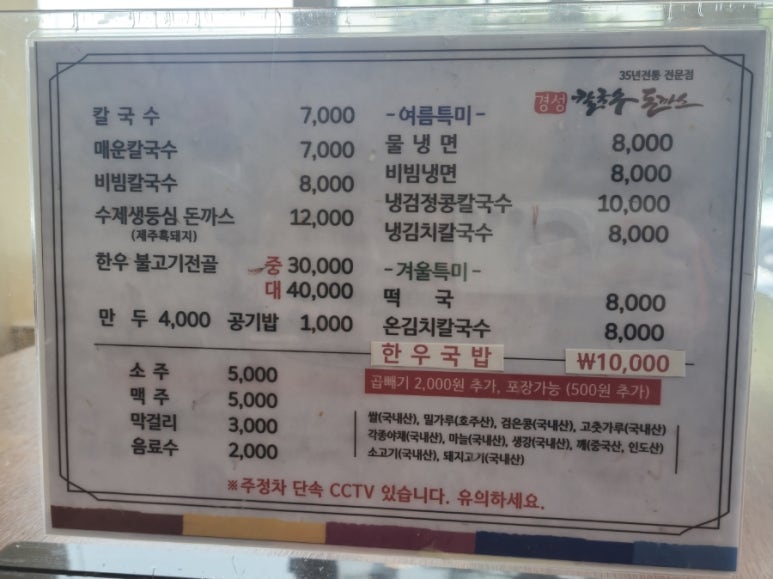 35년전통 전문점
경성 칼국수 돈까스
칼국수 7,000
매운칼국수 7,000
비빔칼국수 8,000
수제생등심 돈까스 12,000
(제주흑돼지)
한우 불고기전골 중 30,000
대 40,000
만 두 4,000 공기밥 1,000
소 주 5,000
맥 주 5,000
막걸리 3,000
음료수 2,000
-여름특미-
물 냉 면 8,000
비빔냉면 8,000
냉검정콩칼국수 10,000
냉김치칼국수 8,000
-겨울특미-
떡 국 8,000
온김치칼국수 8,000
한우국밥 ₩10,000
곱빼기 2,000원 추가, 포장가능 (500원 추가)
쌀(국내산), 밀가루(호주산), 검은콩(국내산), 고춧가루(국내산)
각종야채(국내산), 마늘(국내산), 생강(국내산), 깨(중국산, 인도산)
소고기(국내산), 돼지고기(국내산)
※주정차 단속 CCTV 있습니다. 유의하세요.